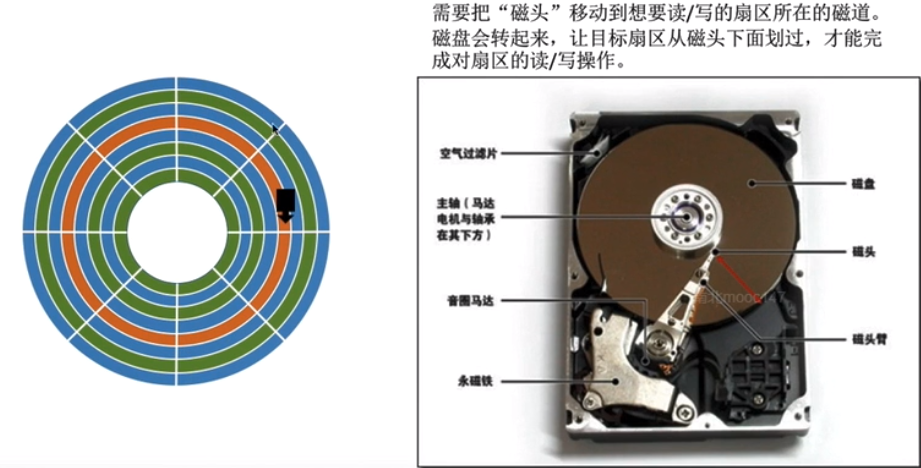 需要把“磁头”移动到想要读/写的扇区所在的磁道。
磁盘会转起来，让目标扇区从磁头下面划过，才能完
成对扇区的读/写操作。
空气过滤片
磁盘
主轴（马达
电机与轴承
在其下方）
磁头
音圈马达
磁头臂
永磁铁